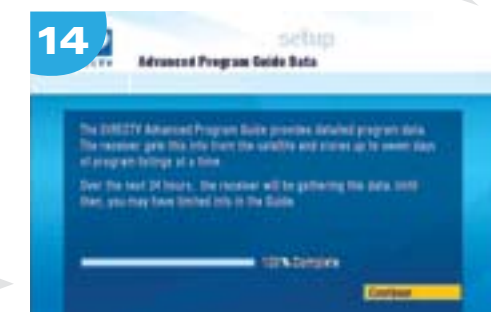 14
setup
Advanced Program Guide Data
The DIRECTV Advanced Program Guide provides detailed program data.
The receiver gets this info from the satellite and stores up to seven days
of program listings at a time.
Over the next 24 hours, the receiver will be gathering the data. Until
then, you may have limited info in the Guide.
100% Complete
Continue